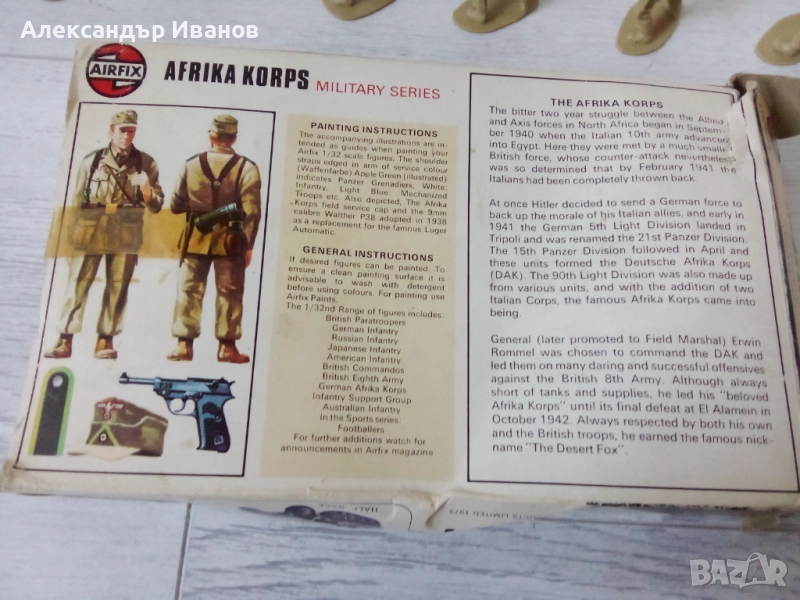 Александър Иванов
AIRFIX
AFRIKA KORPS MILITARY SERIES
PAINTING INSTRUCTIONS
The accompanying illustrations are in-
tended as guides when painting your
Airfix 1/32 scale figures. The shoulder
straps edged in arm of service colour
(Waffenfarbe) Apple Green (illustrated)
indicates Panzer Grenadiers, White:
Infantry, Light Blue: Mechanized
Troops etc. Also depicted, The Afrika
Korps field service cap and the 9mm
calibre Walther P38 adopted in 1938
as a replacement for the famous Luger
Automatic.
GENERAL INSTRUCTIONS
If desired figures can be painted. To
ensure a clean painting surface it is
advisable to wash with detergent
before using colours. For painting use
Airfix Paints.
The 1/32nd Range of figures includes:
British Paratroopers
German Infantry
Russian Infantry
Japanese Infantry
American Infantry
British Commandos
British Eighth Army
German Afrika Korps
Infantry Support Group
Australian Infantry
In the Sports series:
Footballers
For further additions watch for
announcements in Airfix magazine
THE AFRIKA KORPS
The bitter two year struggle between the Allied
and Axis forces in North Africa began in Septem-
ber 1940 when the Italian 10th army advanced
into Egypt. Here they were met by a much smaller
British force, whose counter-attack nevertheless
was so determined that by February 1941 the
Italians had been completely thrown back.
At once Hitler decided to send a German force to
back up the morale of his Italian allies, and early in
1941 the German 5th Light Division landed in
Tripoli and was renamed the 21st Panzer Division.
The 15th Panzer Division followed in April and
these units formed the Deutsche Afrika Korps
(DAK). The 90th Light Division was also made up
from various units, and with the addition of two
Italian Corps, the famous Afrika Korps came into
being.
General (later promoted to Field Marshal) Erwin
Rommel was chosen to command the DAK and
led them on many daring and successful offensives
against the British 8th Army. Although always
short of tanks and supplies, he led his "beloved
Afrika Korps" until its final defeat at El Alamein in
October 1942. Always respected by both his own
and the British troops, he earned the famous nick-
name "The Desert Fox".
HALF TRACK
LIMITED 1973
BAZAR